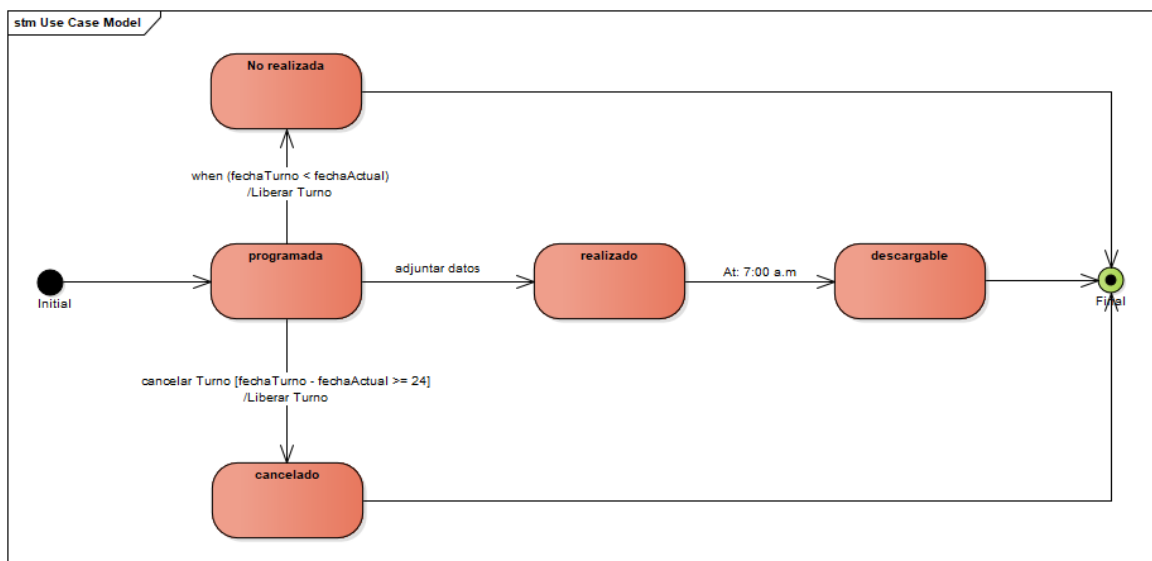 stm Use Case Model
No realizada
when (fechaTurno < fechaActual)
/Liberar Turno
programada
adjuntar datos
realizado
At: 7:00 a.m
descargable
Initial
Final
cancelar Turno [fechaTurno - fechaActual >= 24]
/Liberar Turno
cancelado